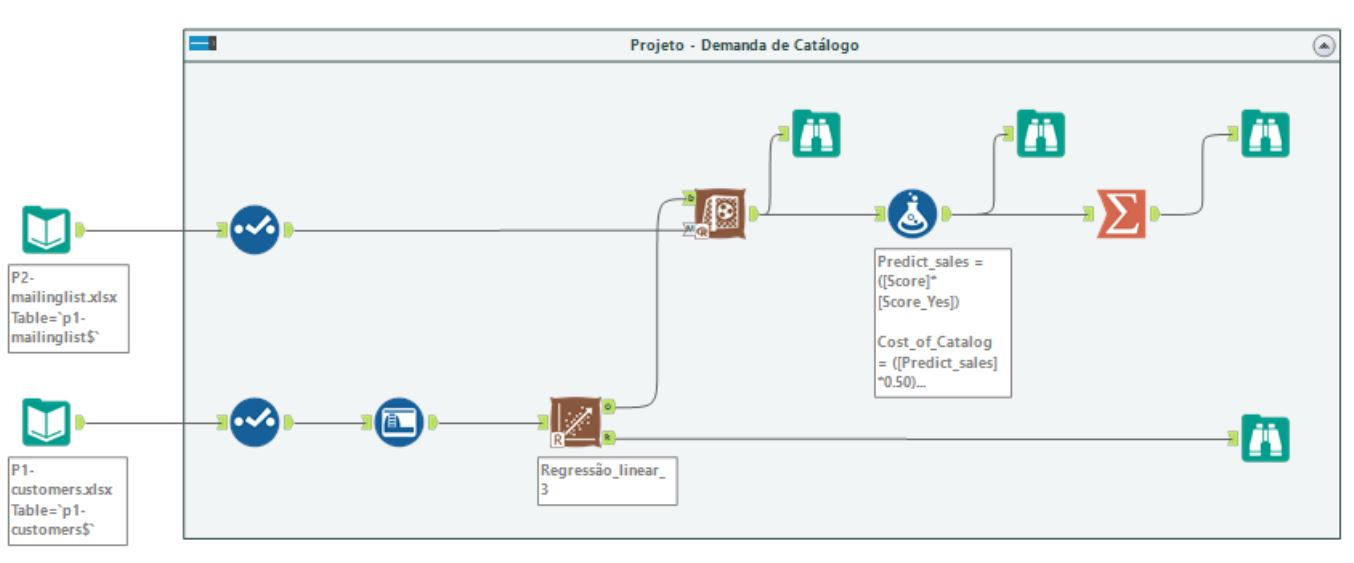 Projeto - Demanda de Catálogo
P2-
mailinglist.xlsx
Table=`p1-
mailinglist$`
Predict_sales =
([Score]*
[Score_Yes])
Cost_of_Catalog
= ([Predict_sales]
*0.50)...
P1-
customers.xlsx
Table=`p1-
customers$`
R
O
R
Regressão_linear_
3